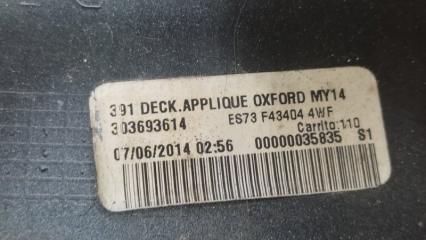 391 DECK.APPLIQUE OXFORD MY14
303693614 ES73 F43404 4WF
Carrito:110
07/06/2014 02:56 00000035835 S1